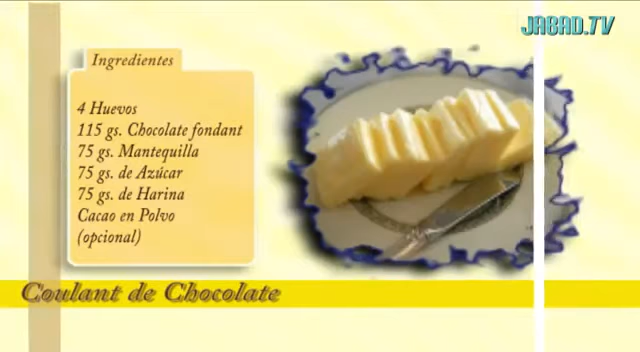 JABAD.TV
Ingredientes
4 Huevos
115 gs. Chocolate fondant
75 gs. Mantequilla
75 gs. de Azúcar
75 gs. de Harina
Cacao en Polvo
(opcional)
Coulant de Chocolate